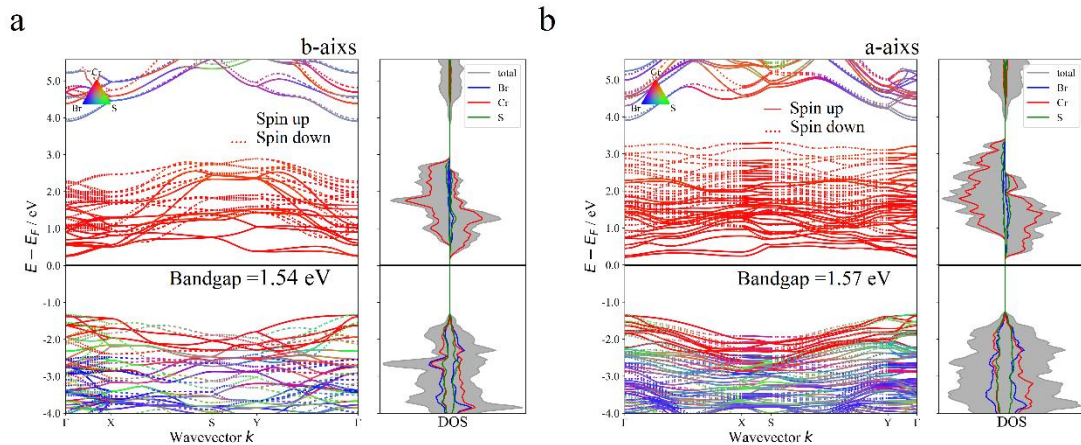 a
b-aixs
Cr
Br
S
Spin up
Spin down
Bandgap =1.54 eV
E − E_F / eV
5.0
4.0
3.0
2.0
1.0
0.0
-1.0
-2.0
-3.0
-4.0
Γ X S Y Γ
Wavevector k
total
Br
Cr
S
DOS
b
a-aixs
Cr
Br
S
Spin up
Spin down
Bandgap =1.57 eV
E − E_F / eV
5.0
4.0
3.0
2.0
1.0
0.0
-1.0
-2.0
-3.0
-4.0
Γ X S Y Γ
Wavevector k
total
Br
Cr
S
DOS